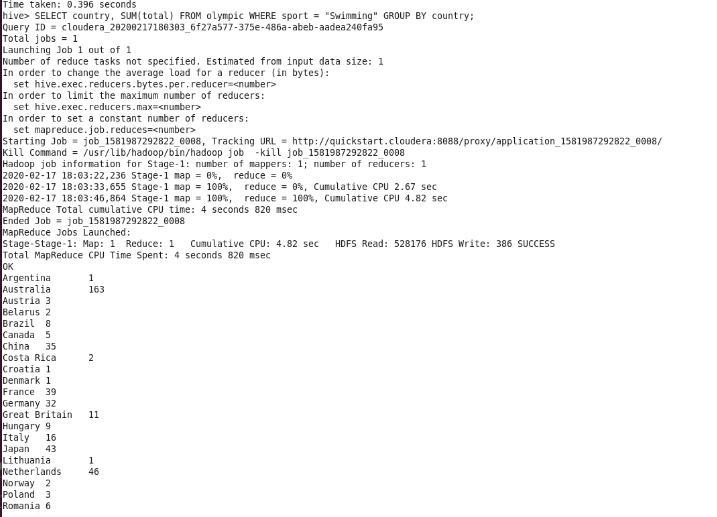 Time taken: 0.396 seconds
hive> SELECT country, SUM(total) FROM olympic WHERE sport = "Swimming" GROUP BY country;
Query ID = cloudera_20200217180303_6f27a577-375e-486a-abeb-aadea240fa95
Total jobs = 1
Launching Job 1 out of 1
Number of reduce tasks not specified. Estimated from input data size: 1
In order to change the average load for a reducer (in bytes):
  set hive.exec.reducers.bytes.per.reducer=<number>
In order to limit the maximum number of reducers:
  set hive.exec.reducers.max=<number>
In order to set a constant number of reducers:
  set mapreduce.job.reduces=<number>
Starting Job = job_1581987292822_0008, Tracking URL = http://quickstart.cloudera:8088/proxy/application_1581987292822_0008/
Kill Command = /usr/lib/hadoop/bin/hadoop job  -kill job_1581987292822_0008
Hadoop job information for Stage-1: number of mappers: 1; number of reducers: 1
2020-02-17 18:03:22,236 Stage-1 map = 0%,  reduce = 0%
2020-02-17 18:03:33,655 Stage-1 map = 100%,  reduce = 0%, Cumulative CPU 2.67 sec
2020-02-17 18:03:46,864 Stage-1 map = 100%,  reduce = 100%, Cumulative CPU 4.82 sec
MapReduce Total cumulative CPU time: 4 seconds 820 msec
Ended Job = job_1581987292822_0008
MapReduce Jobs Launched:
Stage-Stage-1: Map: 1  Reduce: 1   Cumulative CPU: 4.82 sec   HDFS Read: 528176 HDFS Write: 386 SUCCESS
Total MapReduce CPU Time Spent: 4 seconds 820 msec
OK
Argentina	1
Australia	163
Austria	3
Belarus	2
Brazil	8
Canada	5
China	35
Costa Rica	2
Croatia	1
Denmark	1
France	39
Germany	32
Great Britain	11
Hungary	9
Italy	16
Japan	43
Lithuania	1
Netherlands	46
Norway	2
Poland	3
Romania	6